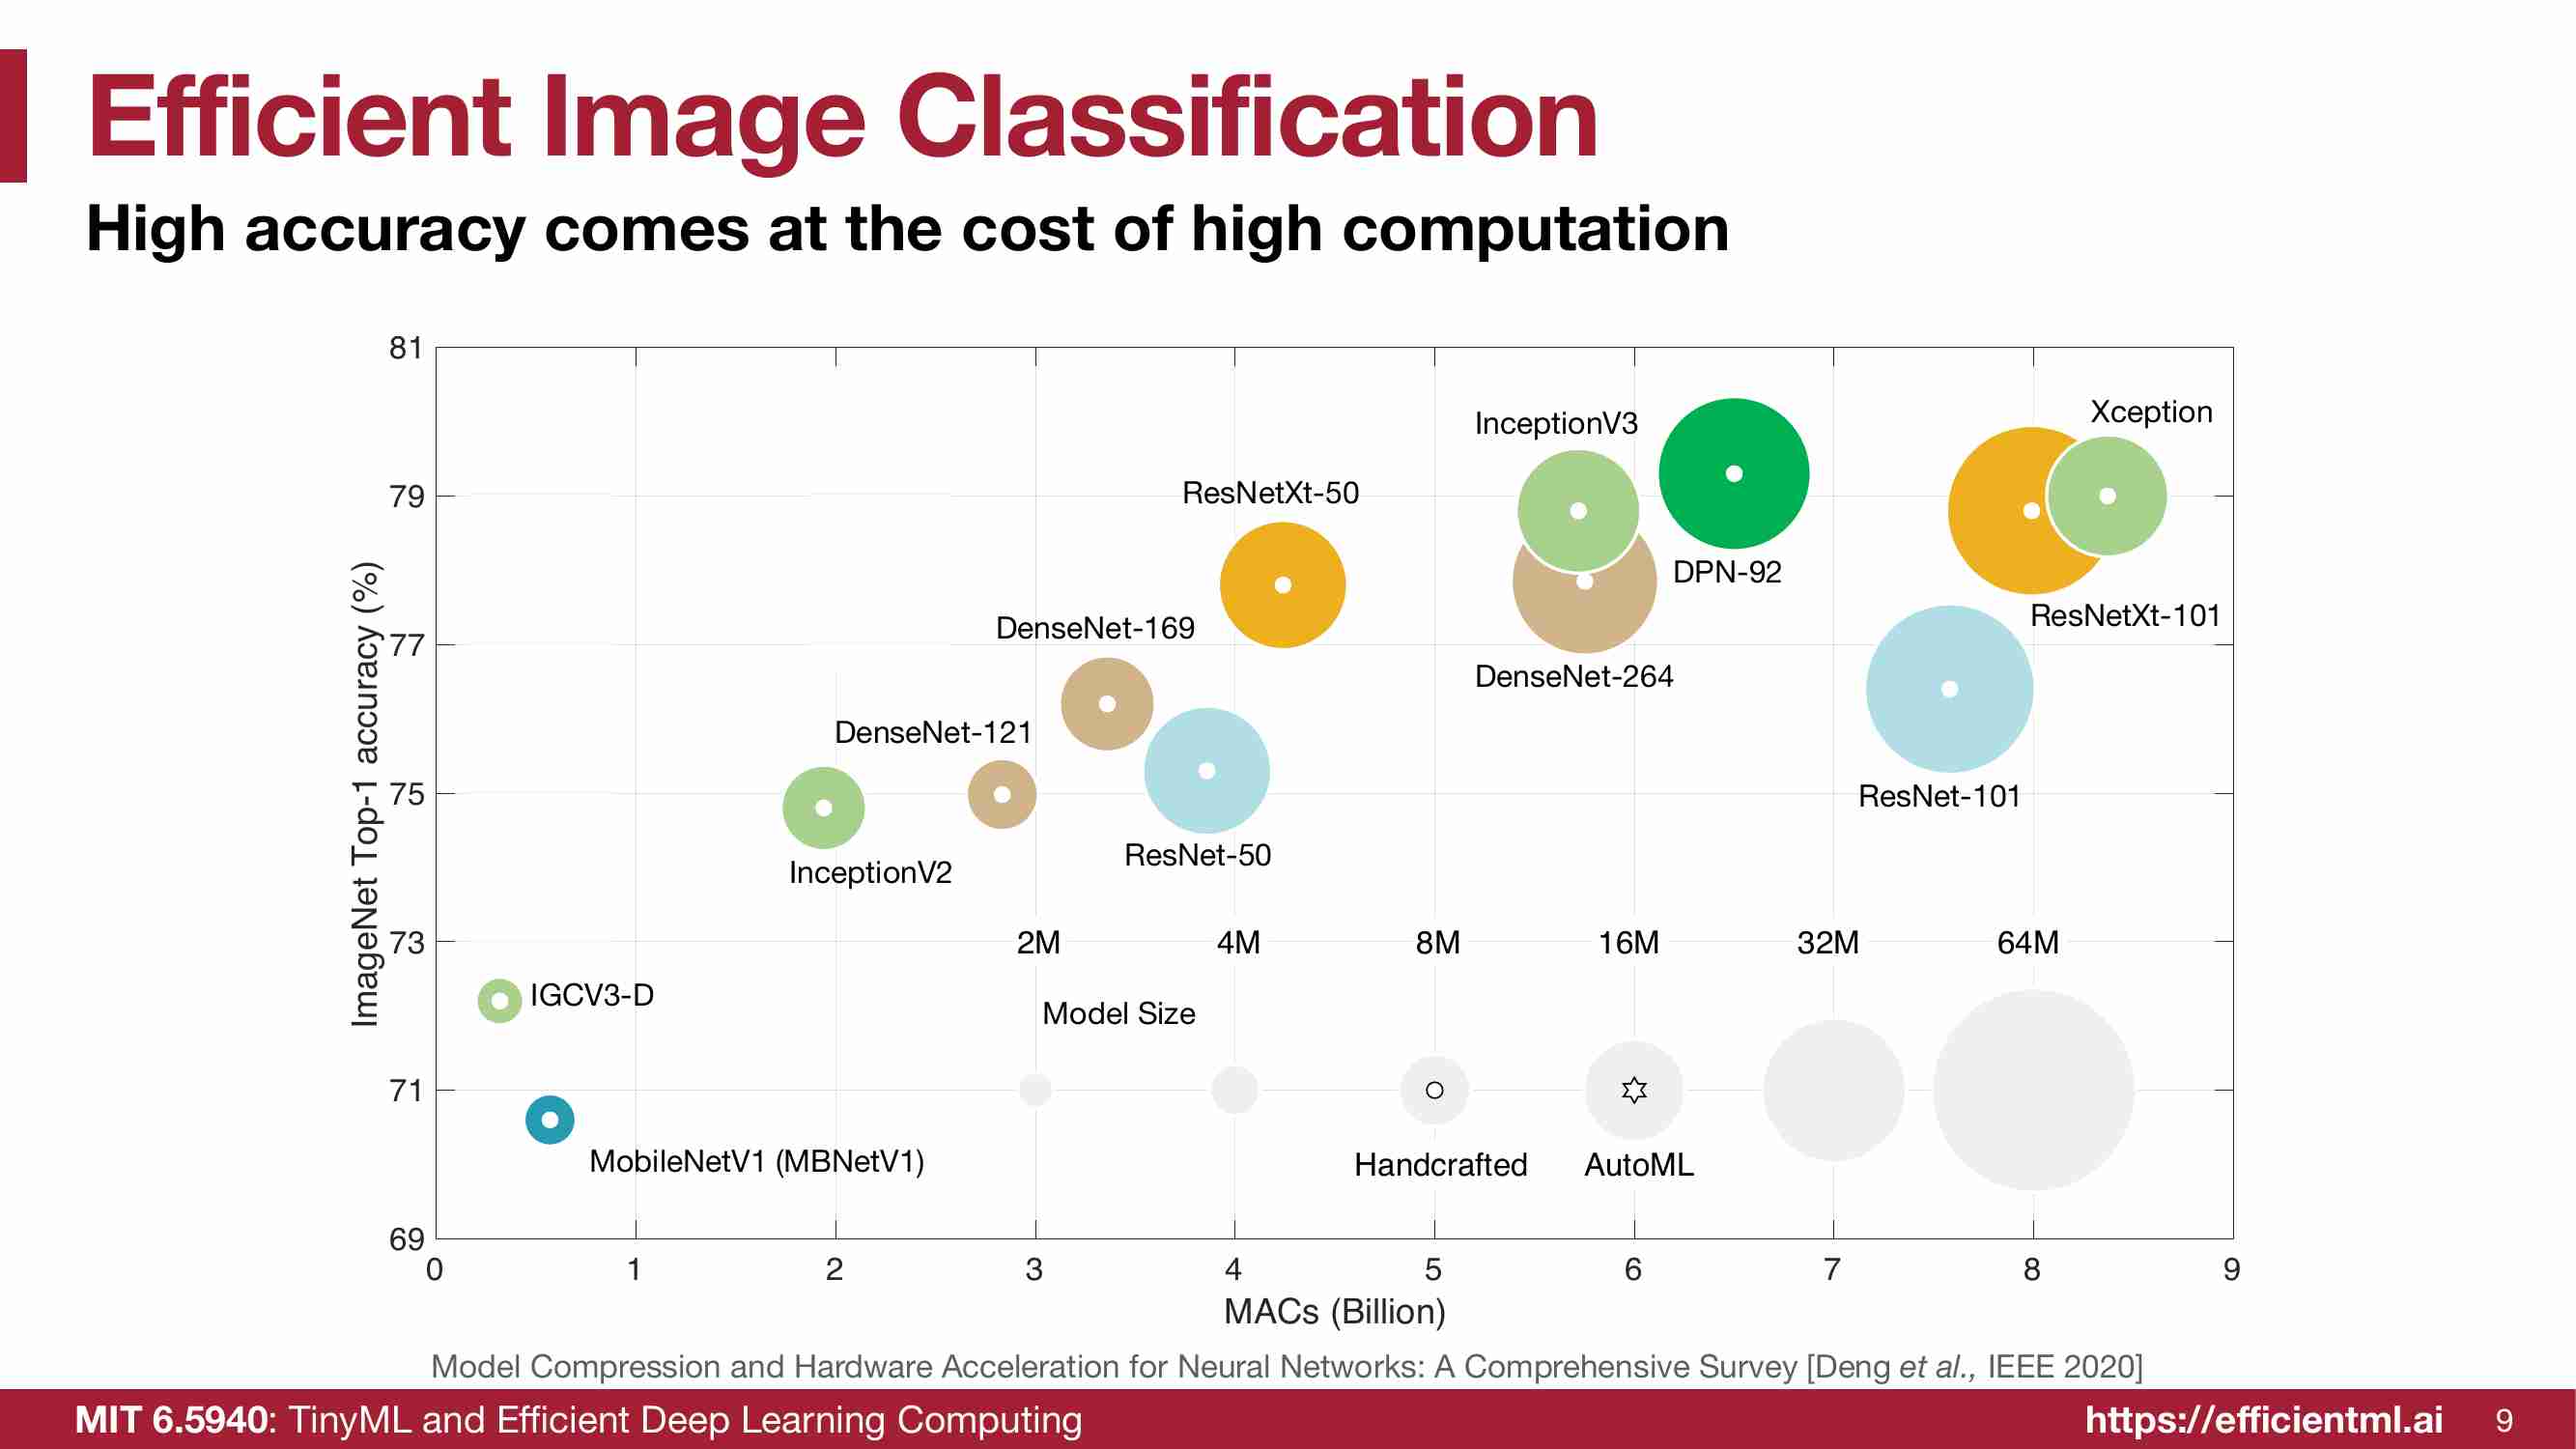 Efficient Image Classification
High accuracy comes at the cost of high computation
81
79
77
75
73
71
69
ImageNet Top-1 accuracy (%)
InceptionV3
Xception
ResNetXt-50
DPN-92
DenseNet-169
ResNetXt-101
DenseNet-264
DenseNet-121
ResNet-101
ResNet-50
InceptionV2
2M 4M 8M 16M 32M 64M
IGCV3-D
Model Size
MobileNetV1 (MBNetV1)
Handcrafted AutoML
0 1 2 3 4 5 6 7 8 9
MACs (Billion)
Model Compression and Hardware Acceleration for Neural Networks: A Comprehensive Survey [Deng et al., IEEE 2020]
MIT 6.5940: TinyML and Efficient Deep Learning Computing
https://efficientml.ai
9